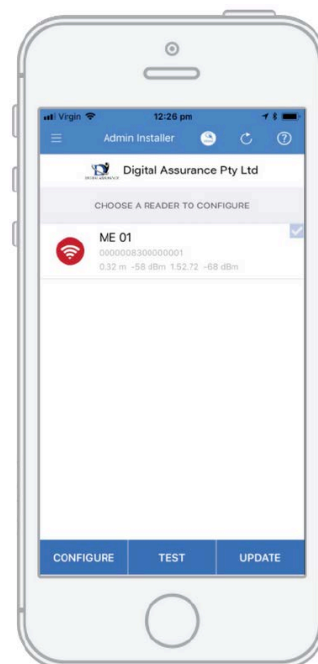 Virgin 12:26 pm
Admin Installer
Digital Assurance Pty Ltd
CHOOSE A READER TO CONFIGURE
ME 01
0000008300000001
0.32 m -58 dBm 1.52.72 -68 dBm
CONFIGURE TEST UPDATE